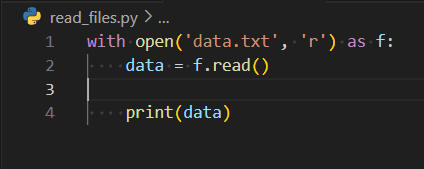 read_files.py > ...
1 with open('data.txt', 'r') as f:
2     data = f.read()
3
4     print(data)